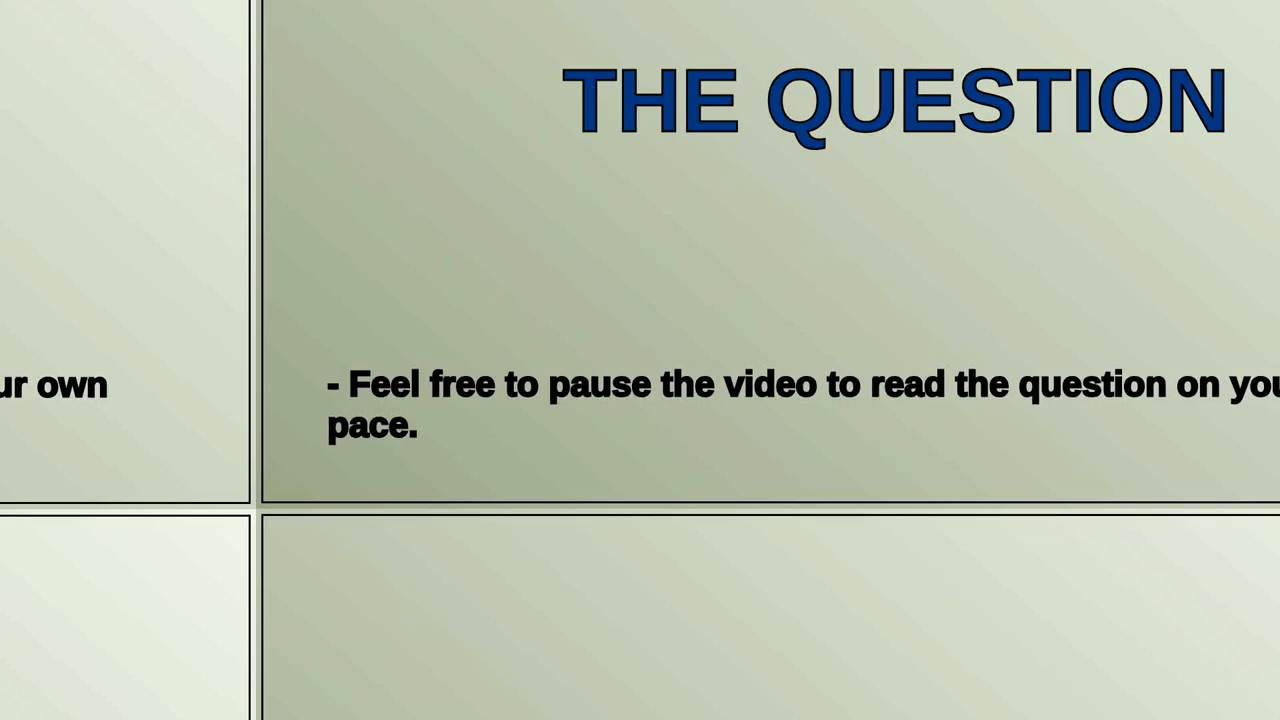 THE QUESTION
ur own
- Feel free to pause the video to read the question on you
pace.